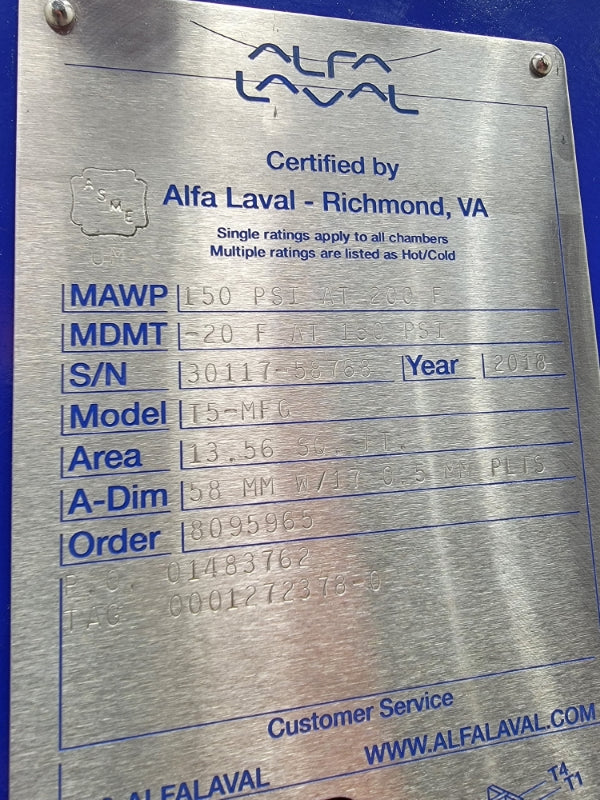 ALFA
LAVAL
Certified by
ASME
Alfa Laval - Richmond, VA
Single ratings apply to all chambers
Multiple ratings are listed as Hot/Cold
MAWP 150 PSI AT 200 F
MDMT -20 F AT 150 PSI
S/N Year 2018
Model T5-MFG
Area 13.56 SQ.FT.
A-Dim 58 MM W/17 0.5 MM PLTS
Order 8095965
P.O. 01483762
TAG 0001272378-0
Customer Service
WWW.ALFALAVAL.COM
ALFALAVAL
T4
T1